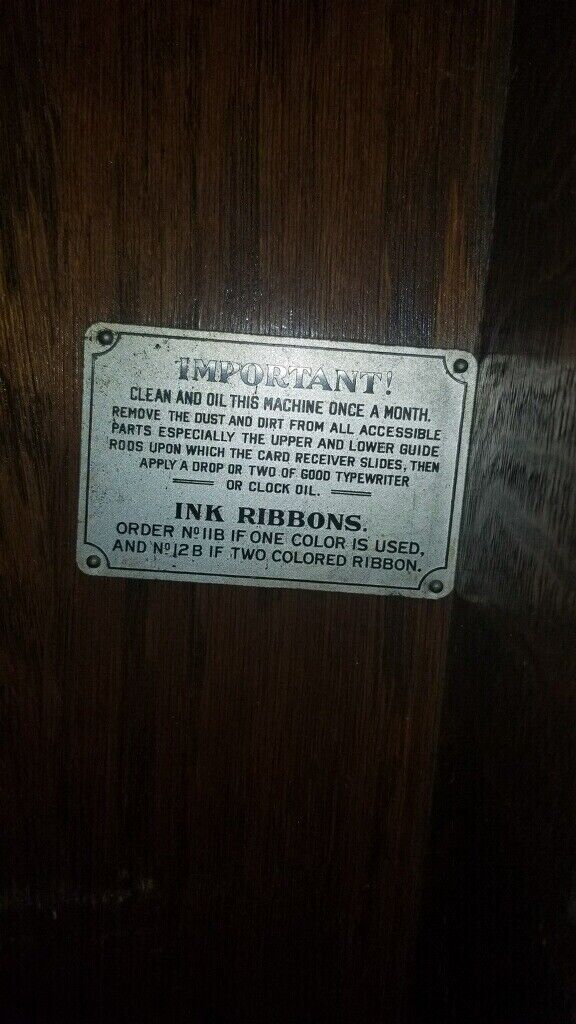 IMPORTANT!
CLEAN AND OIL THIS MACHINE ONCE A MONTH.
REMOVE THE DUST AND DIRT FROM ALL ACCESSIBLE
PARTS ESPECIALLY THE UPPER AND LOWER GUIDE
RODS UPON WHICH THE CARD RECEIVER SLIDES, THEN
APPLY A DROP OR TWO OF GOOD TYPEWRITER
OR CLOCK OIL.
INK RIBBONS.
ORDER Nº 11B IF ONE COLOR IS USED,
AND Nº 12B IF TWO COLORED RIBBON.